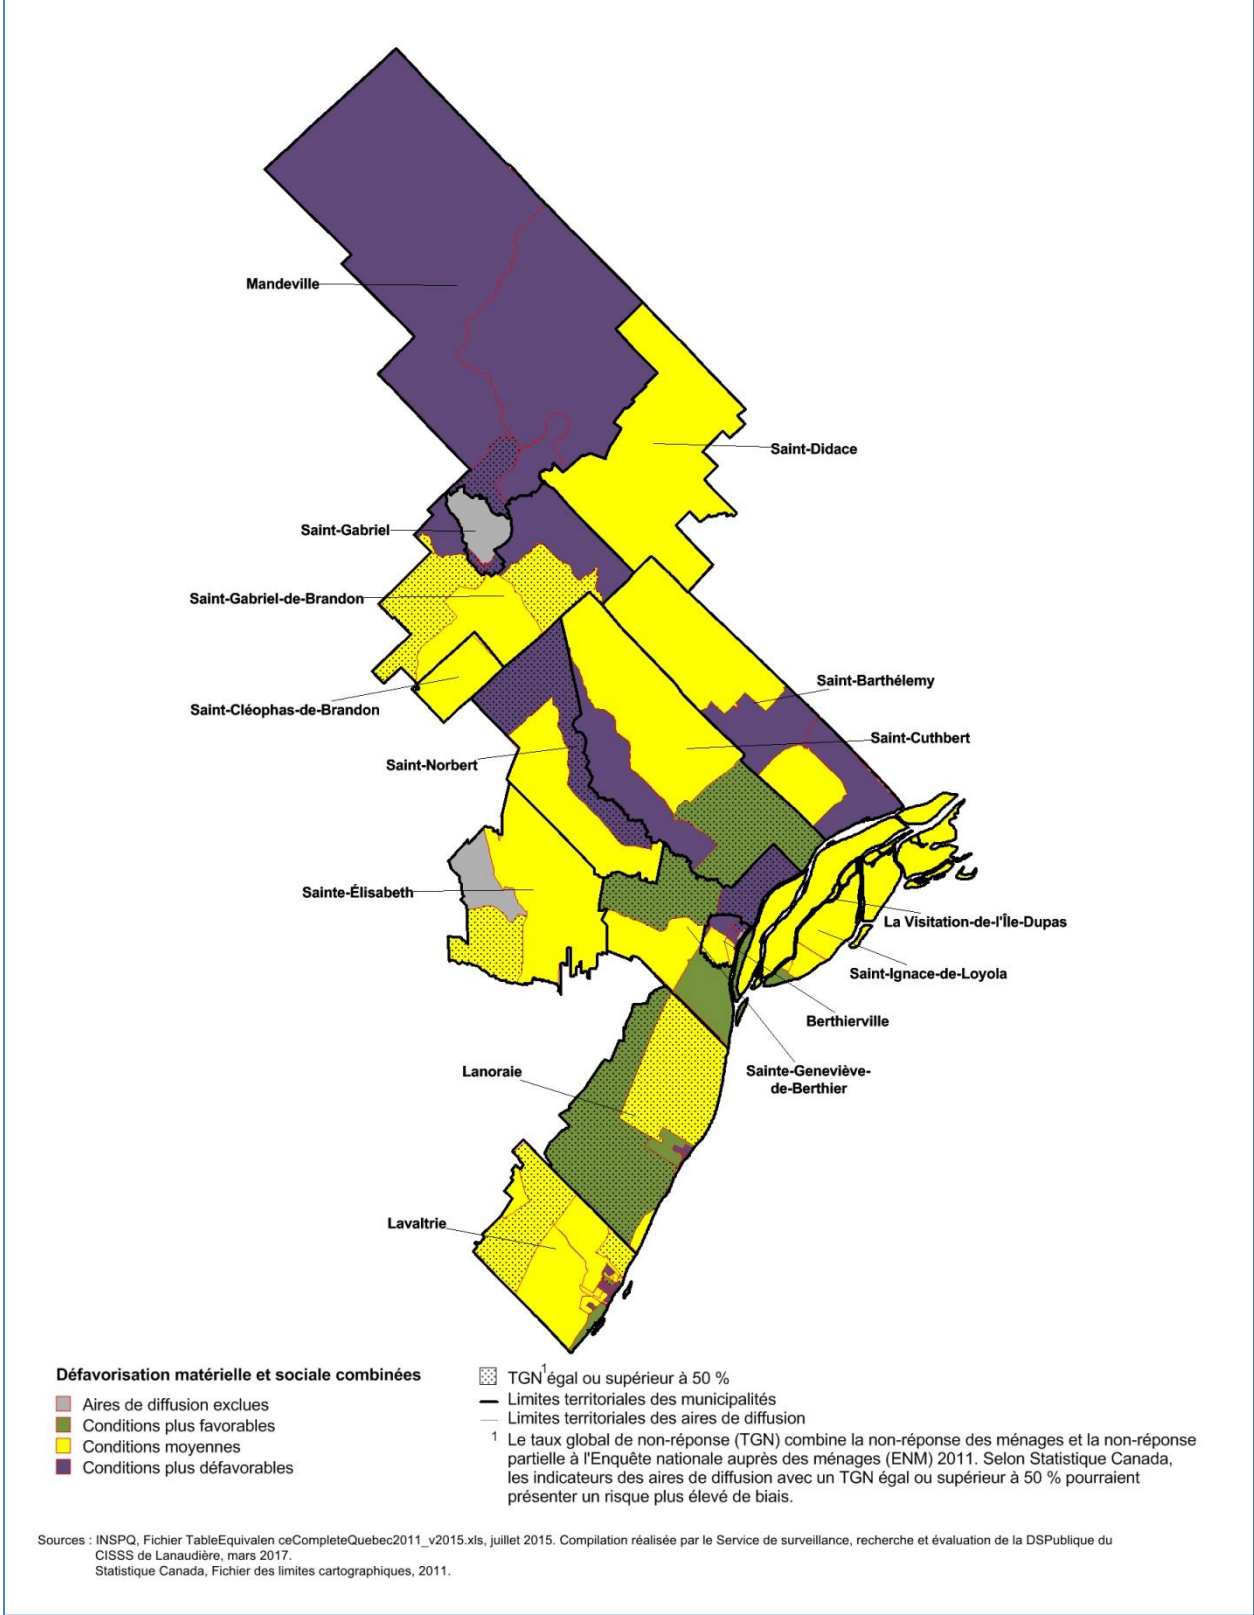 Mandeville
Saint-Didace
Saint-Gabriel
Saint-Gabriel-de-Brandon
Saint-Barthélemy
Saint-Cléophas-de-Brandon
Saint-Cuthbert
Saint-Norbert
Sainte-Élisabeth
La Visitation-de-l'Île-Dupas
Saint-Ignace-de-Loyola
Berthierville
Lanoraie
Sainte-Geneviève-
de-Berthier
Lavaltrie
Défavorisation matérielle et sociale combinées
Aires de diffusion exclues
Conditions plus favorables
Conditions moyennes
Conditions plus défavorables
TGN1 égal ou supérieur à 50 %
Limites territoriales des municipalités
Limites territoriales des aires de diffusion
1 Le taux global de non-réponse (TGN) combine la non-réponse des ménages et la non-réponse
partielle à l'Enquête nationale auprès des ménages (ENM) 2011. Selon Statistique Canada,
les indicateurs des aires de diffusion avec un TGN égal ou supérieur à 50 % pourraient
présenter un risque plus élevé de biais.
Sources : INSPQ, Fichier TableEquivalen ceCompleteQuebec2011_v2015.xls, juillet 2015. Compilation réalisée par le Service de surveillance, recherche et évaluation de la DSPublique du
CISSS de Lanaudière, mars 2017.
Statistique Canada, Fichier des limites cartographiques, 2011.